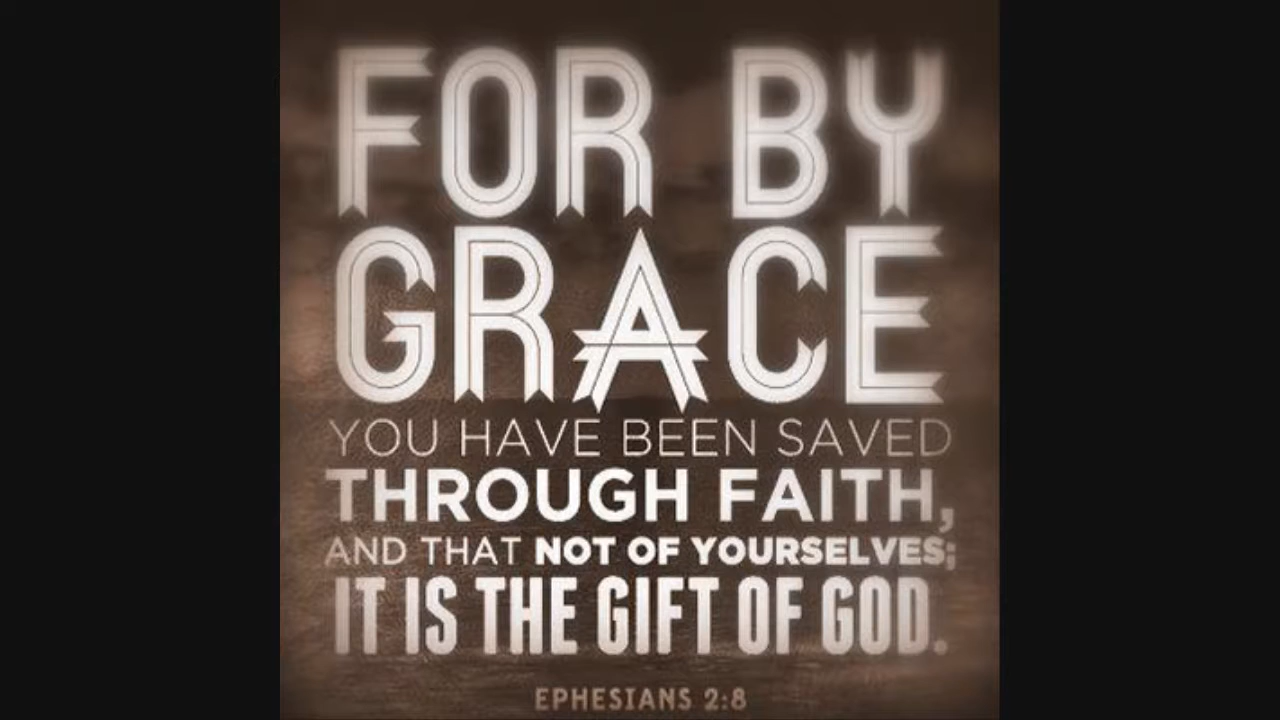 FOR BY
GRACE
YOU HAVE BEEN SAVED
THROUGH FAITH,
AND THAT NOT OF YOURSELVES;
IT IS THE GIFT OF GOD.
EPHESIANS 2:8